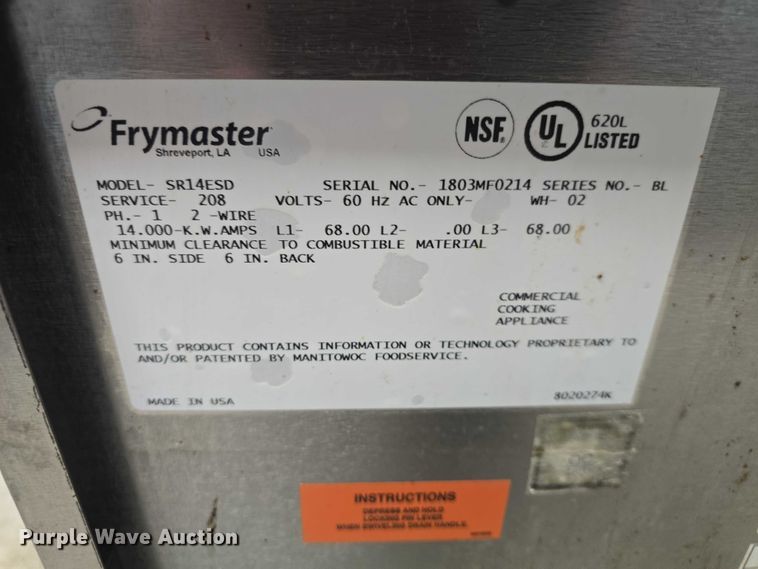 Frymaster
Shreveport, LA USA
NSF
UL 620L
LISTED
MODEL- SR14ESD SERIAL NO.- 1803MF0214 SERIES NO.- BL
SERVICE- 208 VOLTS- 60 Hz AC ONLY- WH- 02
PH.- 1 2 -WIRE
14.000-K.W.AMPS L1- 68.00 L2- .00 L3- 68.00
MINIMUM CLEARANCE TO COMBUSTIBLE MATERIAL
6 IN. SIDE 6 IN. BACK
COMMERCIAL
COOKING
APPLIANCE
THIS PRODUCT CONTAINS INFORMATION OR TECHNOLOGY PROPRIETARY TO
AND/OR PATENTED BY MANITOWOC FOODSERVICE.
MADE IN USA 8020274K
INSTRUCTIONS
DEPRESS AND HOLD
LOCKING PIN LEVER
WHEN SWIVELING DRAIN HANDLE.
Purple Wave Auction